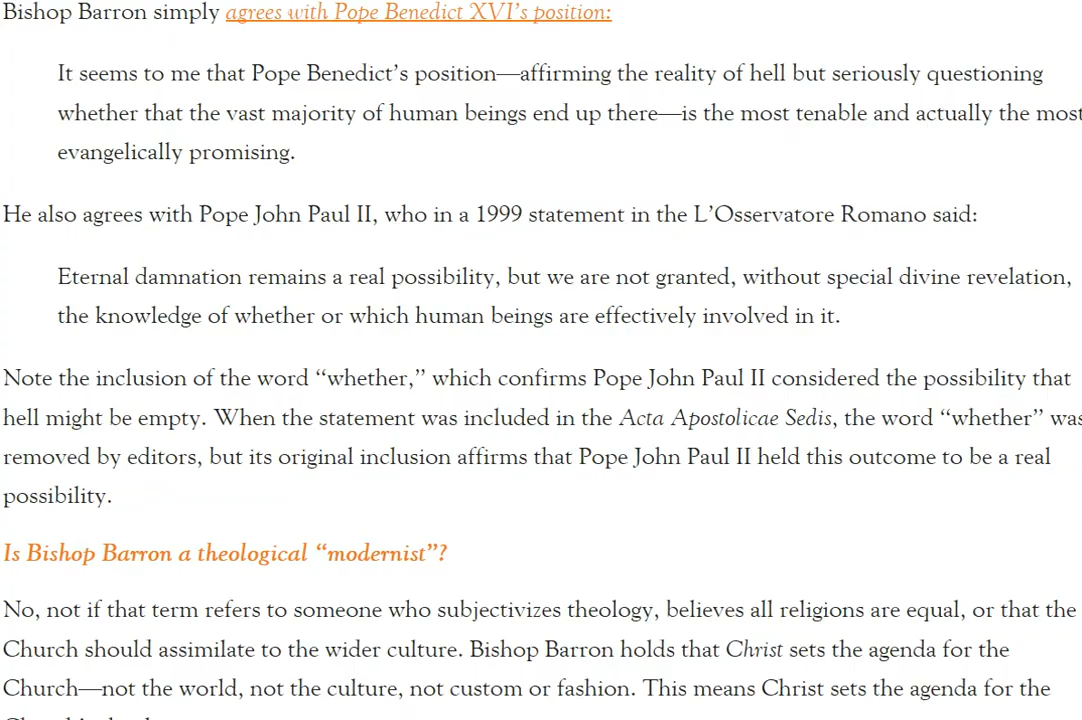 Bishop Barron simply agrees with Pope Benedict XVI’s position:
It seems to me that Pope Benedict’s position—affirming the reality of hell but seriously questioning
whether that the vast majority of human beings end up there—is the most tenable and actually the most
evangelically promising.
He also agrees with Pope John Paul II, who in a 1999 statement in the L’Osservatore Romano said:
Eternal damnation remains a real possibility, but we are not granted, without special divine revelation,
the knowledge of whether or which human beings are effectively involved in it.
Note the inclusion of the word “whether,” which confirms Pope John Paul II considered the possibility that
hell might be empty. When the statement was included in the Acta Apostolicae Sedis, the word “whether” was
removed by editors, but its original inclusion affirms that Pope John Paul II held this outcome to be a real
possibility.
Is Bishop Barron a theological “modernist”?
No, not if that term refers to someone who subjectivizes theology, believes all religions are equal, or that the
Church should assimilate to the wider culture. Bishop Barron holds that Christ sets the agenda for the
Church—not the world, not the culture, not custom or fashion. This means Christ sets the agenda for the